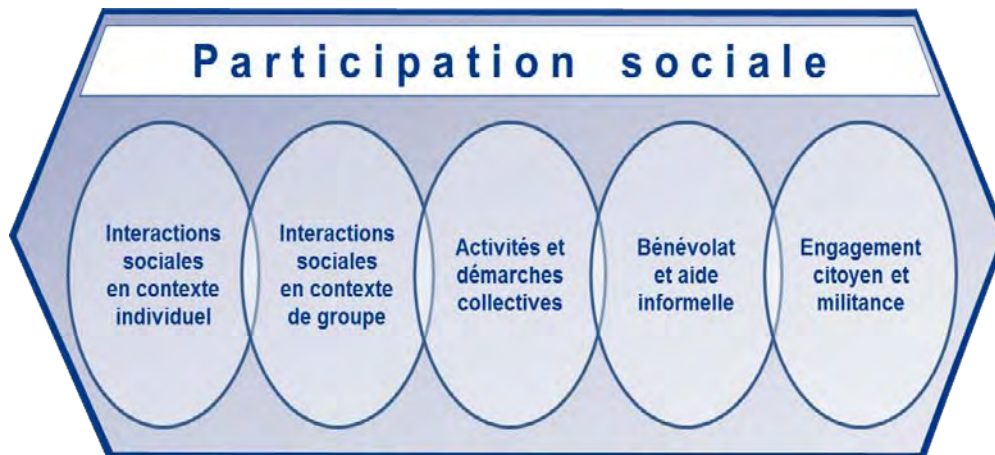 Participation sociale
Interactions
sociales
en contexte
individuel
Interactions
sociales
en contexte
de groupe
Activités et
démarches
collectives
Bénévolat
et aide
informelle
Engagement
citoyen et
militance